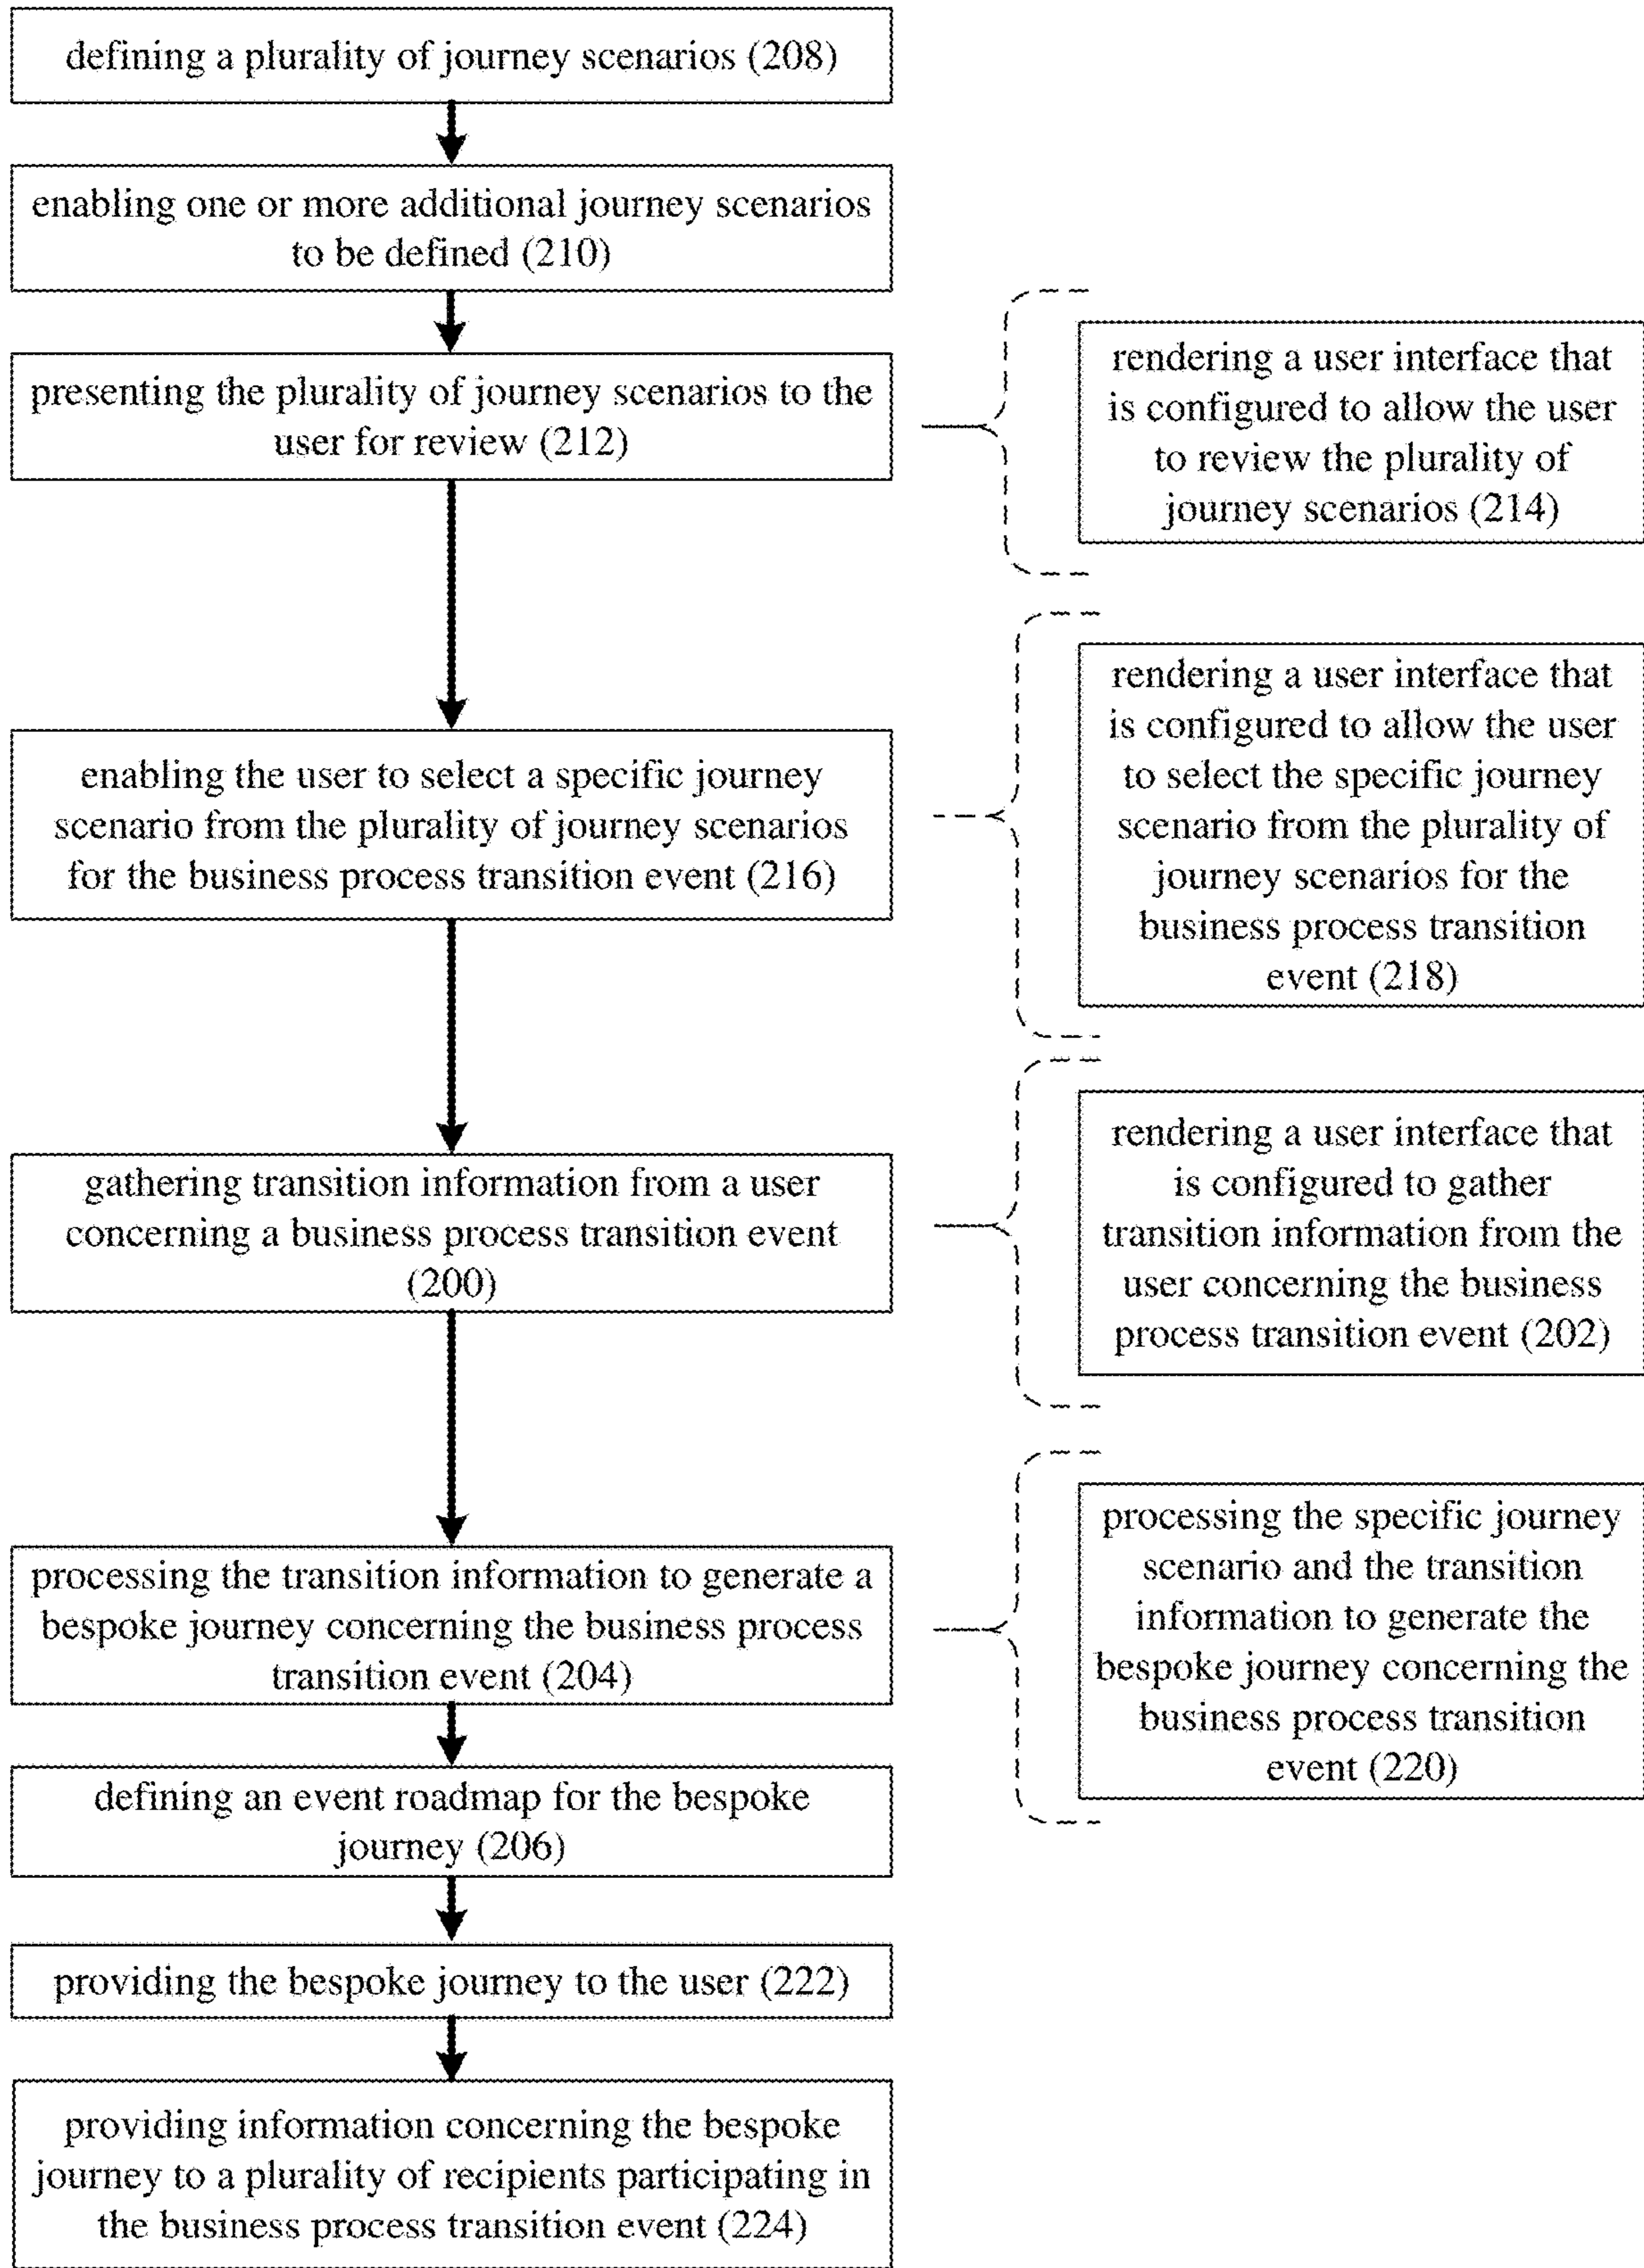 defining a plurality of journey scenarios (208)
enabling one or more additional journey scenarios
to be defined (210)
presenting the plurality of journey scenarios to the
user for review (212)
rendering a user interface that
is configured to allow the user
to review the plurality of
journey scenarios (214)
enabling the user to select a specific journey
scenario from the plurality of journey scenarios
for the business process transition event (216)
rendering a user interface that
is configured to allow the user
to select the specific journey
scenario from the plurality of
journey scenarios for the
business process transition
event (218)
gathering transition information from a user
concerning a business process transition event
(200)
rendering a user interface that
is configured to gather
transition information from the
user concerning the business
process transition event (202)
processing the transition information to generate a
bespoke journey concerning the business process
transition event (204)
processing the specific journey
scenario and the transition
information to generate the
bespoke journey concerning the
business process transition
event (220)
defining an event roadmap for the bespoke
journey (206)
providing the bespoke journey to the user (222)
providing information concerning the bespoke
journey to a plurality of recipients participating in
the business process transition event (224)